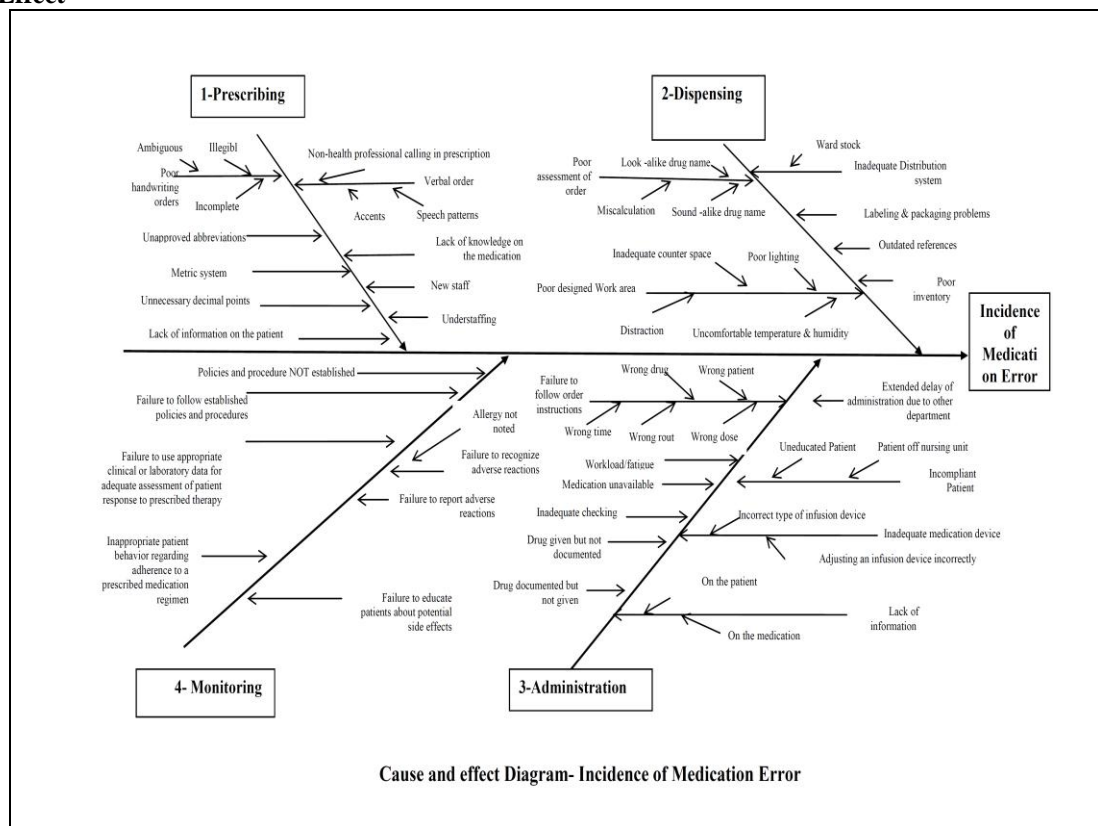 Effect
1-Prescribing
2-Dispensing
Ambiguous
Illegibl
Poor
handwriting
orders
Incomplete
Non-health professional calling in prescription
Verbal order
Accents
Speech patterns
Unapproved abbreviations
Lack of knowledge on
the medication
Metric system
New staff
Unnecessary decimal points
Understaffing
Lack of information on the patient
Poor
assessment of
order
Look -alike drug name
Miscalculation
Sound -alike drug name
Ward stock
Inadequate Distribution
system
Labeling & packaging problems
Outdated references
Inadequate counter space
Poor lighting
Poor
inventory
Poor designed Work area
Distraction
Uncomfortable temperature & humidity
Incidence
of
Medicati
on Error
Policies and procedure NOT established
Failure to follow established
policies and procedures
Allergy not
noted
Failure to use appropriate
clinical or laboratory data for
adequate assessment of patient
response to prescribed therapy
Failure to recognize
adverse reactions
Failure to report adverse
reactions
Inappropriate patient
behavior regarding
adherence to a
prescribed medication
regimen
Failure to educate
patients about potential
side effects
4- Monitoring
Failure to
follow order
instructions
Wrong drug
Wrong patient
Wrong time
Wrong rout
Wrong dose
Extended delay of
administration due to other
department
Workload/fatigue
Medication unavailable
Uneducated Patient
Patient off nursing unit
Incompliant
Patient
Inadequate checking
Incorrect type of infusion device
Inadequate medication device
Drug given but not
documented
Adjusting an infusion device incorrectly
Drug documented but
not given
On the patient
Lack of
information
On the medication
3-Administration
Cause and effect Diagram- Incidence of Medication Error